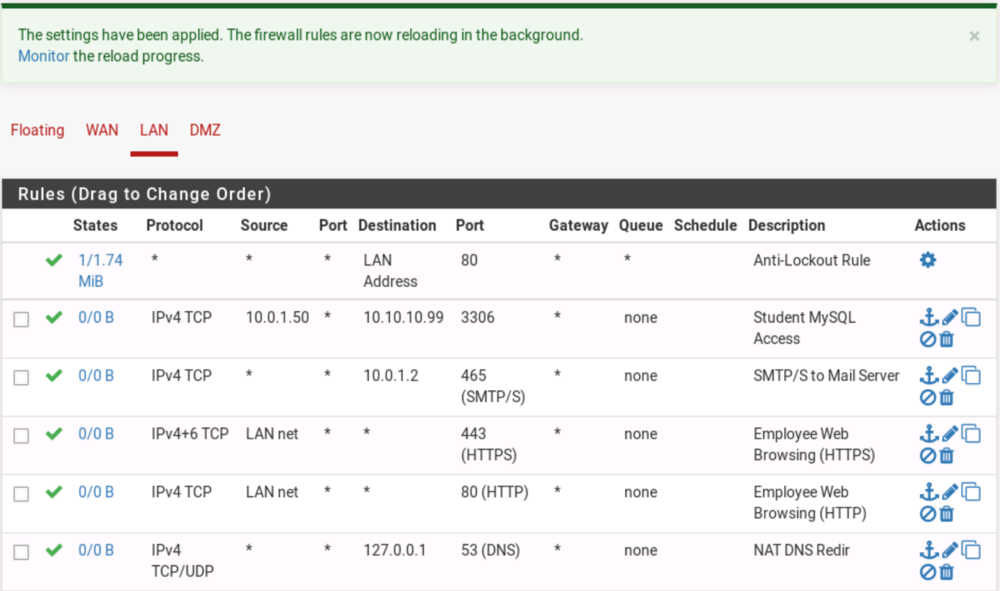 The settings have been applied. The firewall rules are now reloading in the background.
×
Monitor the reload progress.
Floating WAN LAN DMZ
Rules (Drag to Change Order)
States Protocol Source Port Destination Port Gateway Queue Schedule Description Actions
1/1.74 * * * LAN 80 * * Anti-Lockout Rule
MiB Address
0/0 B IPv4 TCP 10.0.1.50 * 10.10.10.99 3306 * none Student MySQL
Access
0/0 B IPv4 TCP * * 10.0.1.2 465 * none SMTP/S to Mail Server
(SMTP/S)
0/0 B IPv4+6 TCP LAN net * * 443 * none Employee Web
(HTTPS) Browsing (HTTPS)
0/0 B IPv4 TCP LAN net * * 80 (HTTP) * none Employee Web
Browsing (HTTP)
0/0 B IPv4 * * 127.0.0.1 53 (DNS) * none NAT DNS Redir
TCP/UDP